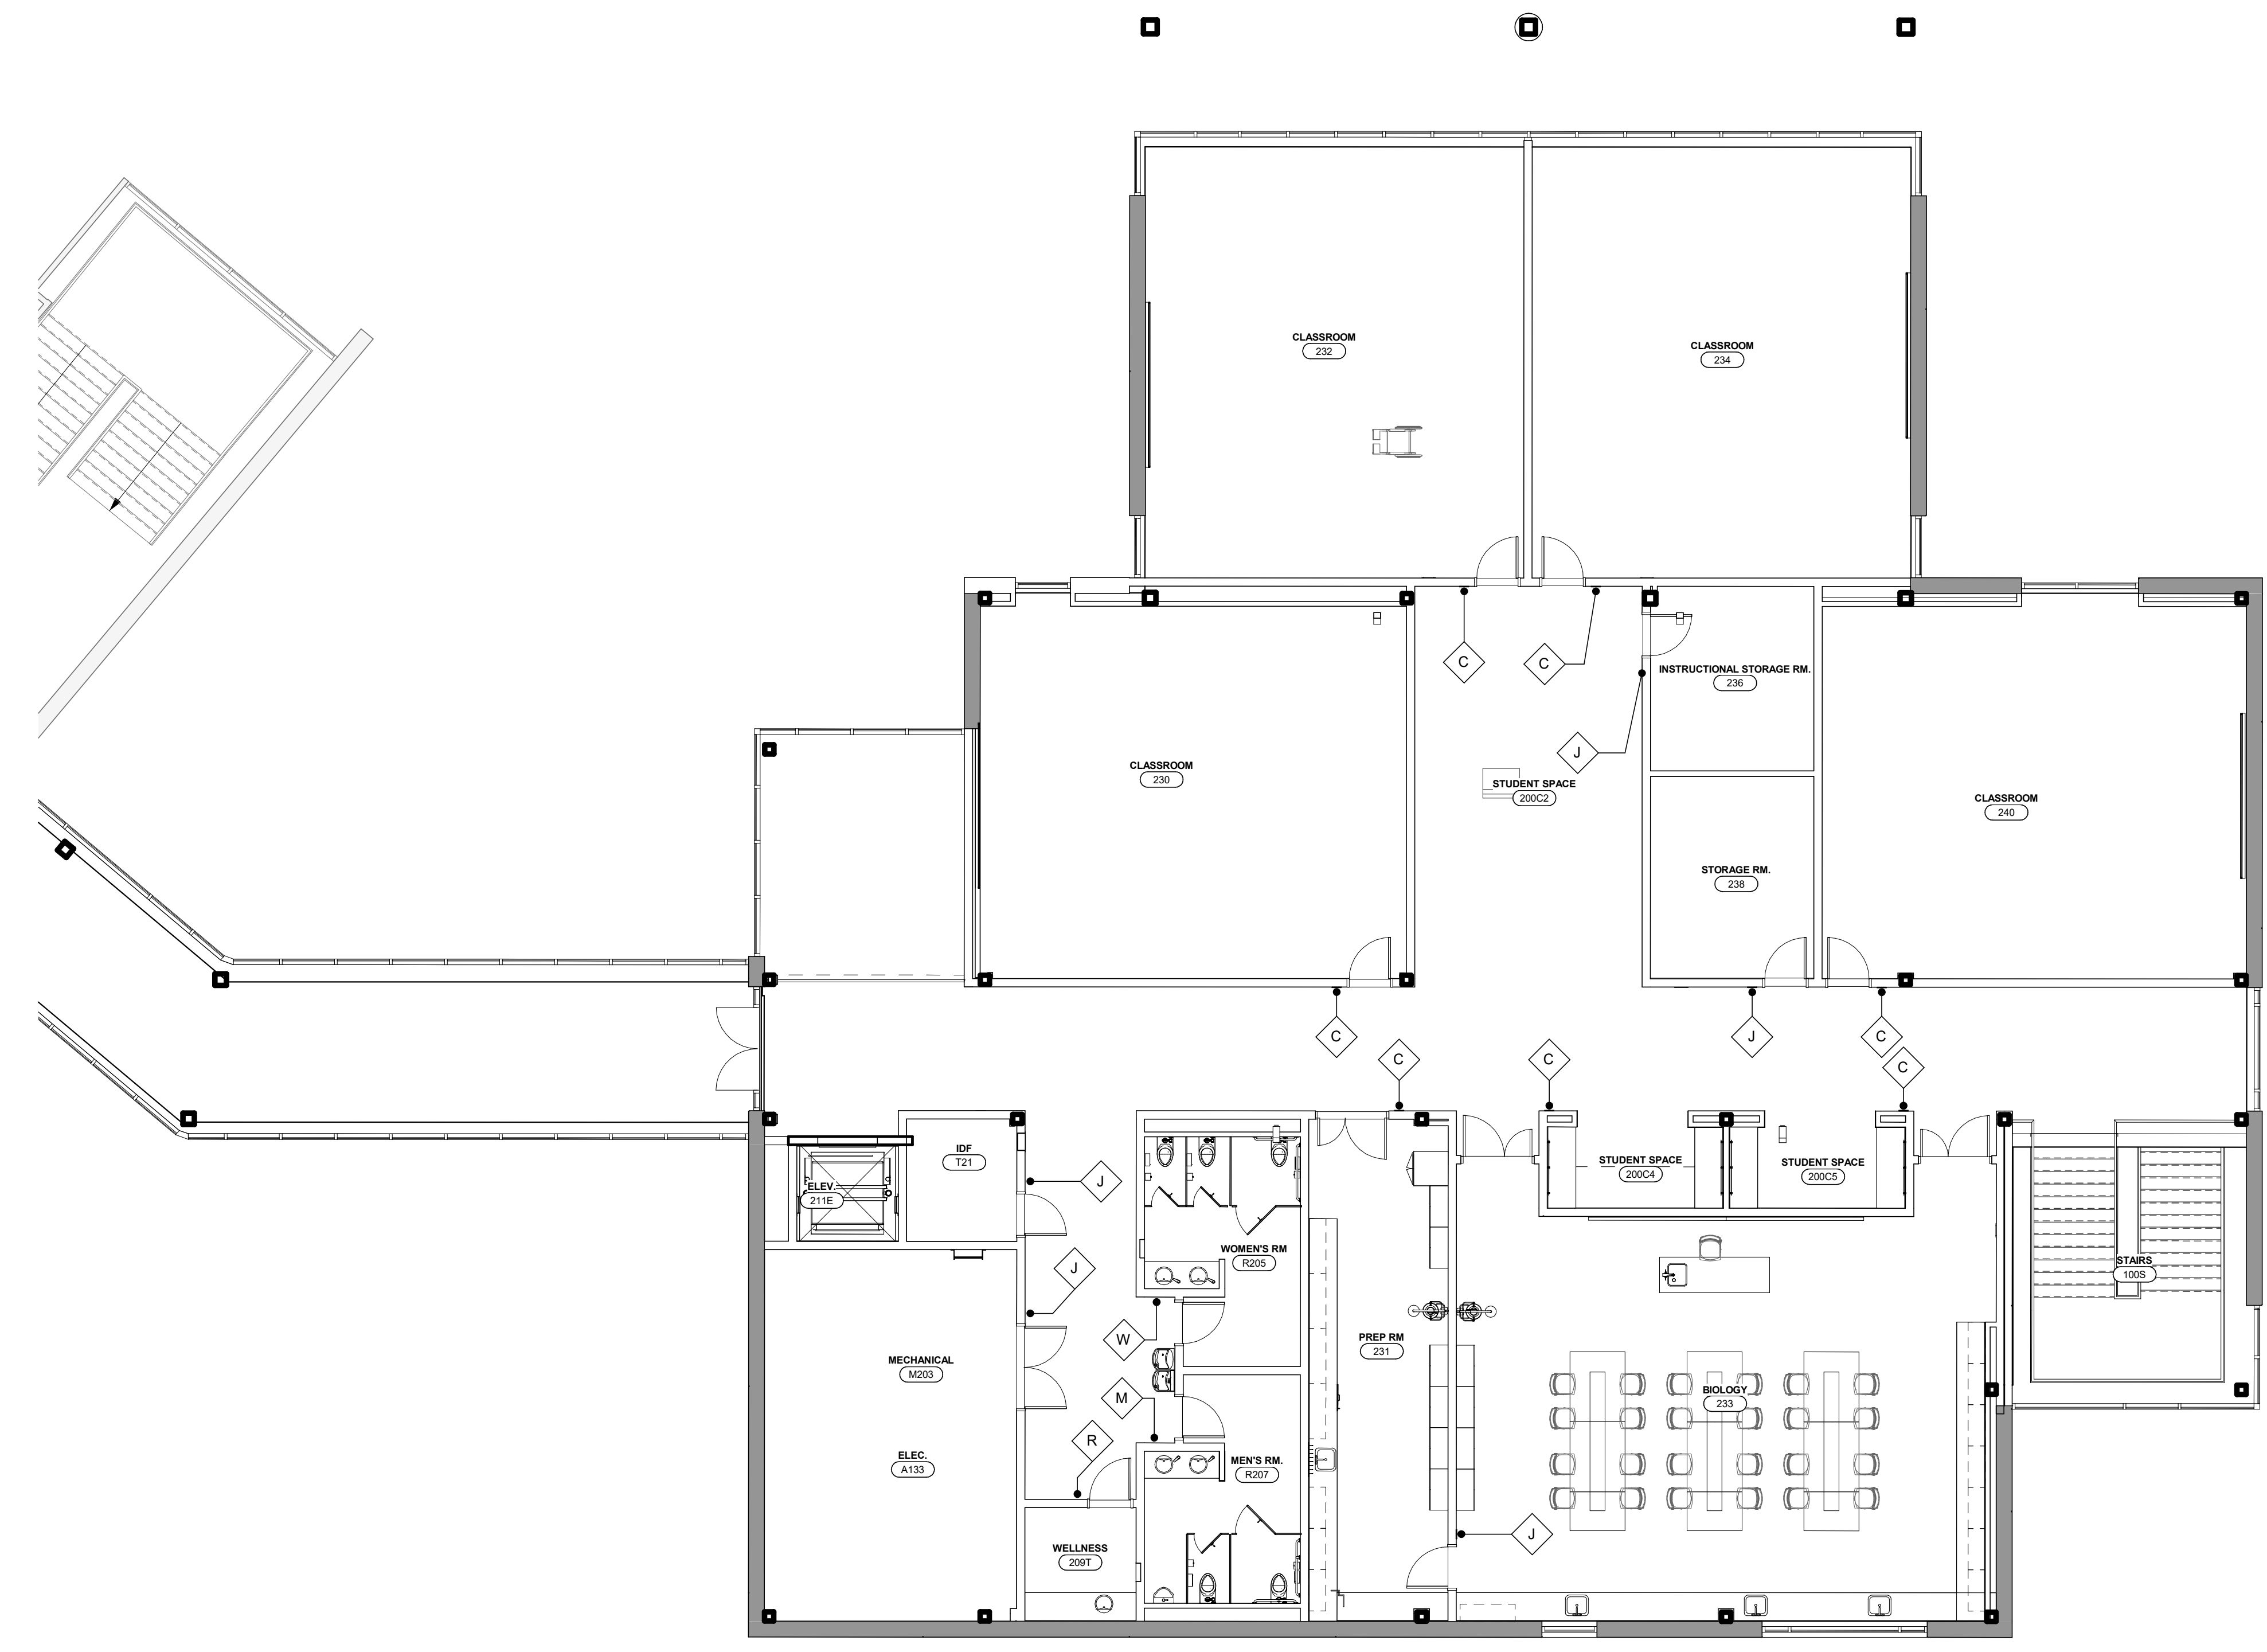 CLASSROOM
232
CLASSROOM
234
C
C
INSTRUCTIONAL STORAGE RM.
236
J
CLASSROOM
230
STUDENT SPACE
200C2
CLASSROOM
240
STORAGE RM.
238
C
J
C
C
C
C
IDF
T21
J
ELEV.
211E
STUDENT SPACE
200C4
STUDENT SPACE
200C5
WOMEN'S RM
R205
J
STAIRS
100S
W
PREP RM
231
MECHANICAL
M203
M
BIOLOGY
233
R
ELEC.
A133
MEN'S RM.
R207
J
WELLNESS
209T